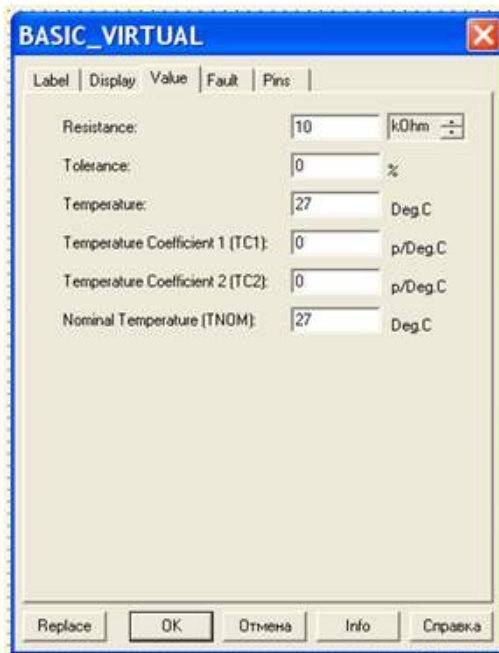 BASIC_VIRTUAL
Label Display Value Fault Pins
Resistance: 10 kOhm
Tolerance: 0 %
Temperature: 27 Deg.C
Temperature Coefficient 1 (TC1): 0 p/Deg.C
Temperature Coefficient 2 (TC2): 0 p/Deg.C
Nominal Temperature (TNOM): 27 Deg.C
Replace OK Отмена Info Справка